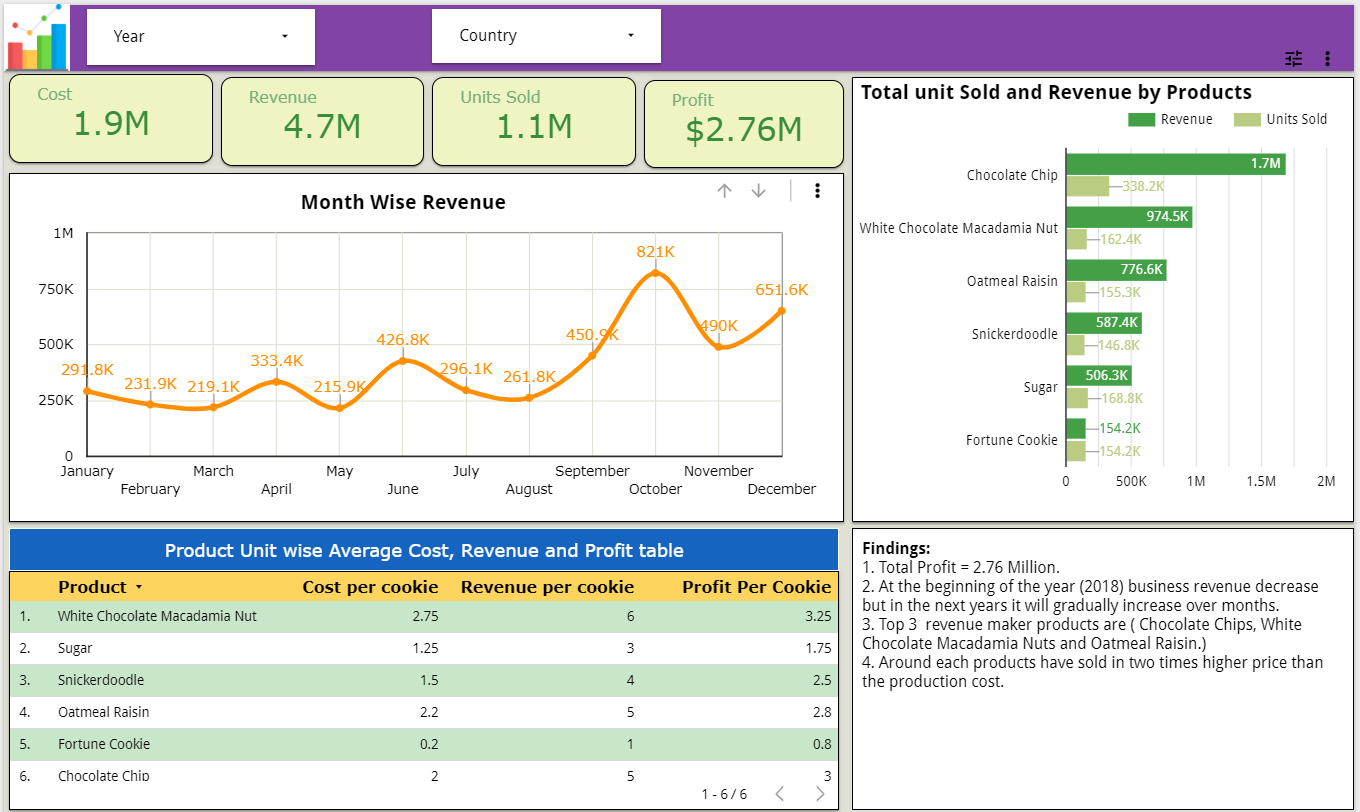 Year
Country
Cost
1.9M
Revenue
4.7M
Units Sold
1.1M
Profit
$2.76M
Month Wise Revenue
1M
750K
500K
250K
0
291.8K
231.9K
219.1K
333.4K
215.9K
426.8K
296.1K
261.8K
450.9K
821K
490K
651.6K
January
February
March
April
May
June
July
August
September
October
November
December
Total unit Sold and Revenue by Products
Revenue
Units Sold
Chocolate Chip
1.7M
338.2K
White Chocolate Macadamia Nut
974.5K
162.4K
Oatmeal Raisin
776.6K
155.3K
Snickerdoodle
587.4K
146.8K
Sugar
506.3K
168.8K
Fortune Cookie
154.2K
154.2K
0 500K 1M 1.5M 2M
Product Unit wise Average Cost, Revenue and Profit table
Product Cost per cookie Revenue per cookie Profit Per Cookie
1. White Chocolate Macadamia Nut 2.75 6 3.25
2. Sugar 1.25 3 1.75
3. Snickerdoodle 1.5 4 2.5
4. Oatmeal Raisin 2.2 5 2.8
5. Fortune Cookie 0.2 1 0.8
6. Chocolate Chip 2 5 3
1 - 6 / 6
Findings:
1. Total Profit = 2.76 Million.
2. At the beginning of the year (2018) business revenue decrease
but in the next years it will gradually increase over months.
3. Top 3 revenue maker products are ( Chocolate Chips, White
Chocolate Macadamia Nuts and Oatmeal Raisin.)
4. Around each products have sold in two times higher price than
the production cost.